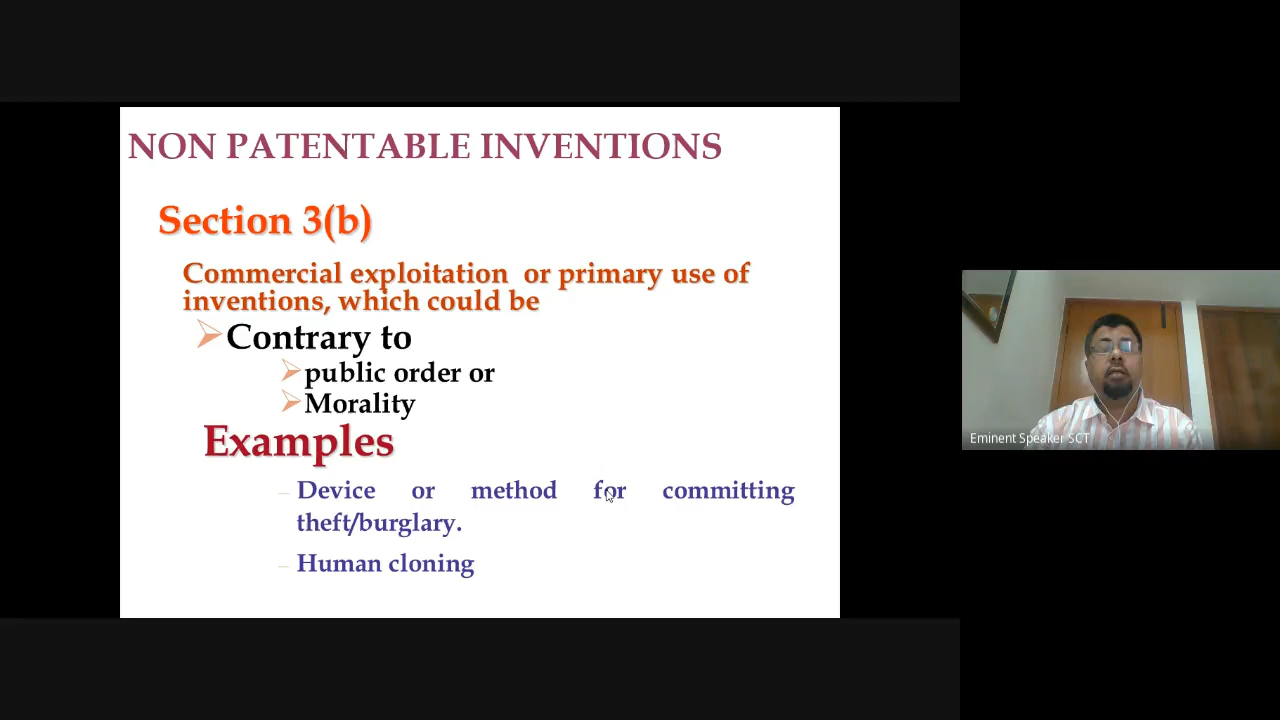 NON PATENTABLE INVENTIONS
Section 3(b)
Commercial exploitation or primary use of
inventions, which could be
Contrary to
public order or
Morality
Examples
Device or method for committing
theft/burglary.
Human cloning
Eminent Speaker SCT